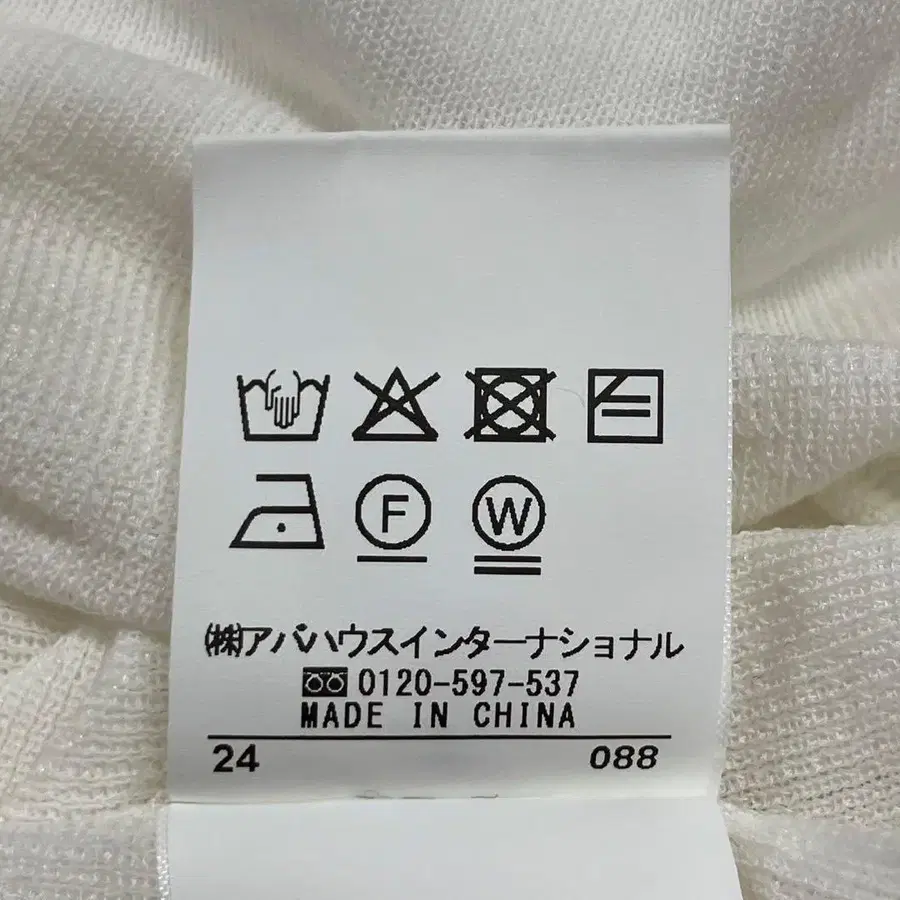 F W
(株)アバハウスインターナショナル
0120-597-537
MADE IN CHINA
24 088